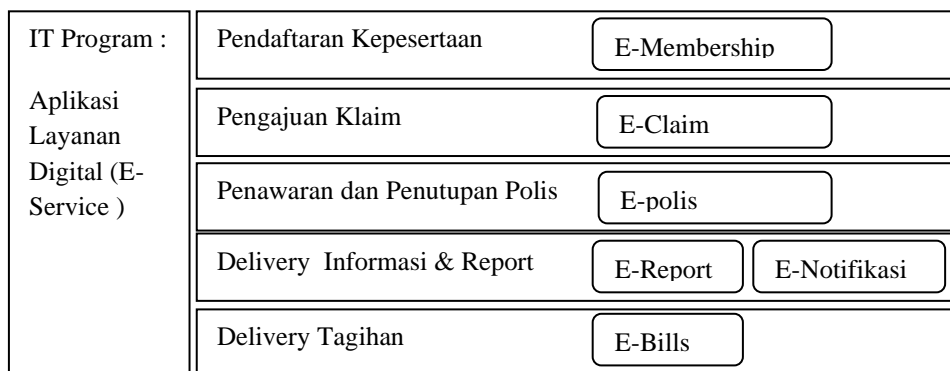 IT Program :
Aplikasi
Layanan
Digital (E-
Service )
Pendaftaran Kepesertaan
E-Membership
Pengajuan Klaim
E-Claim
Penawaran dan Penutupan Polis
E-polis
Delivery  Informasi & Report
E-Report
E-Notifikasi
Delivery Tagihan
E-Bills